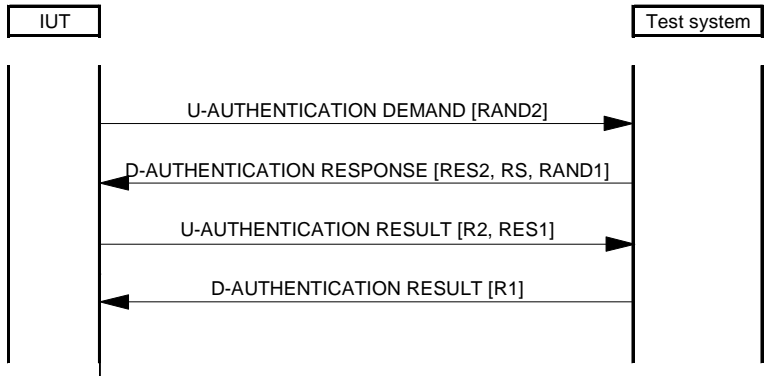 IUT
Test system
U-AUTHENTICATION DEMAND [RAND2]
D-AUTHENTICATION RESPONSE [RES2, RS, RAND1]
U-AUTHENTICATION RESULT [R2, RES1]
D-AUTHENTICATION RESULT [R1]